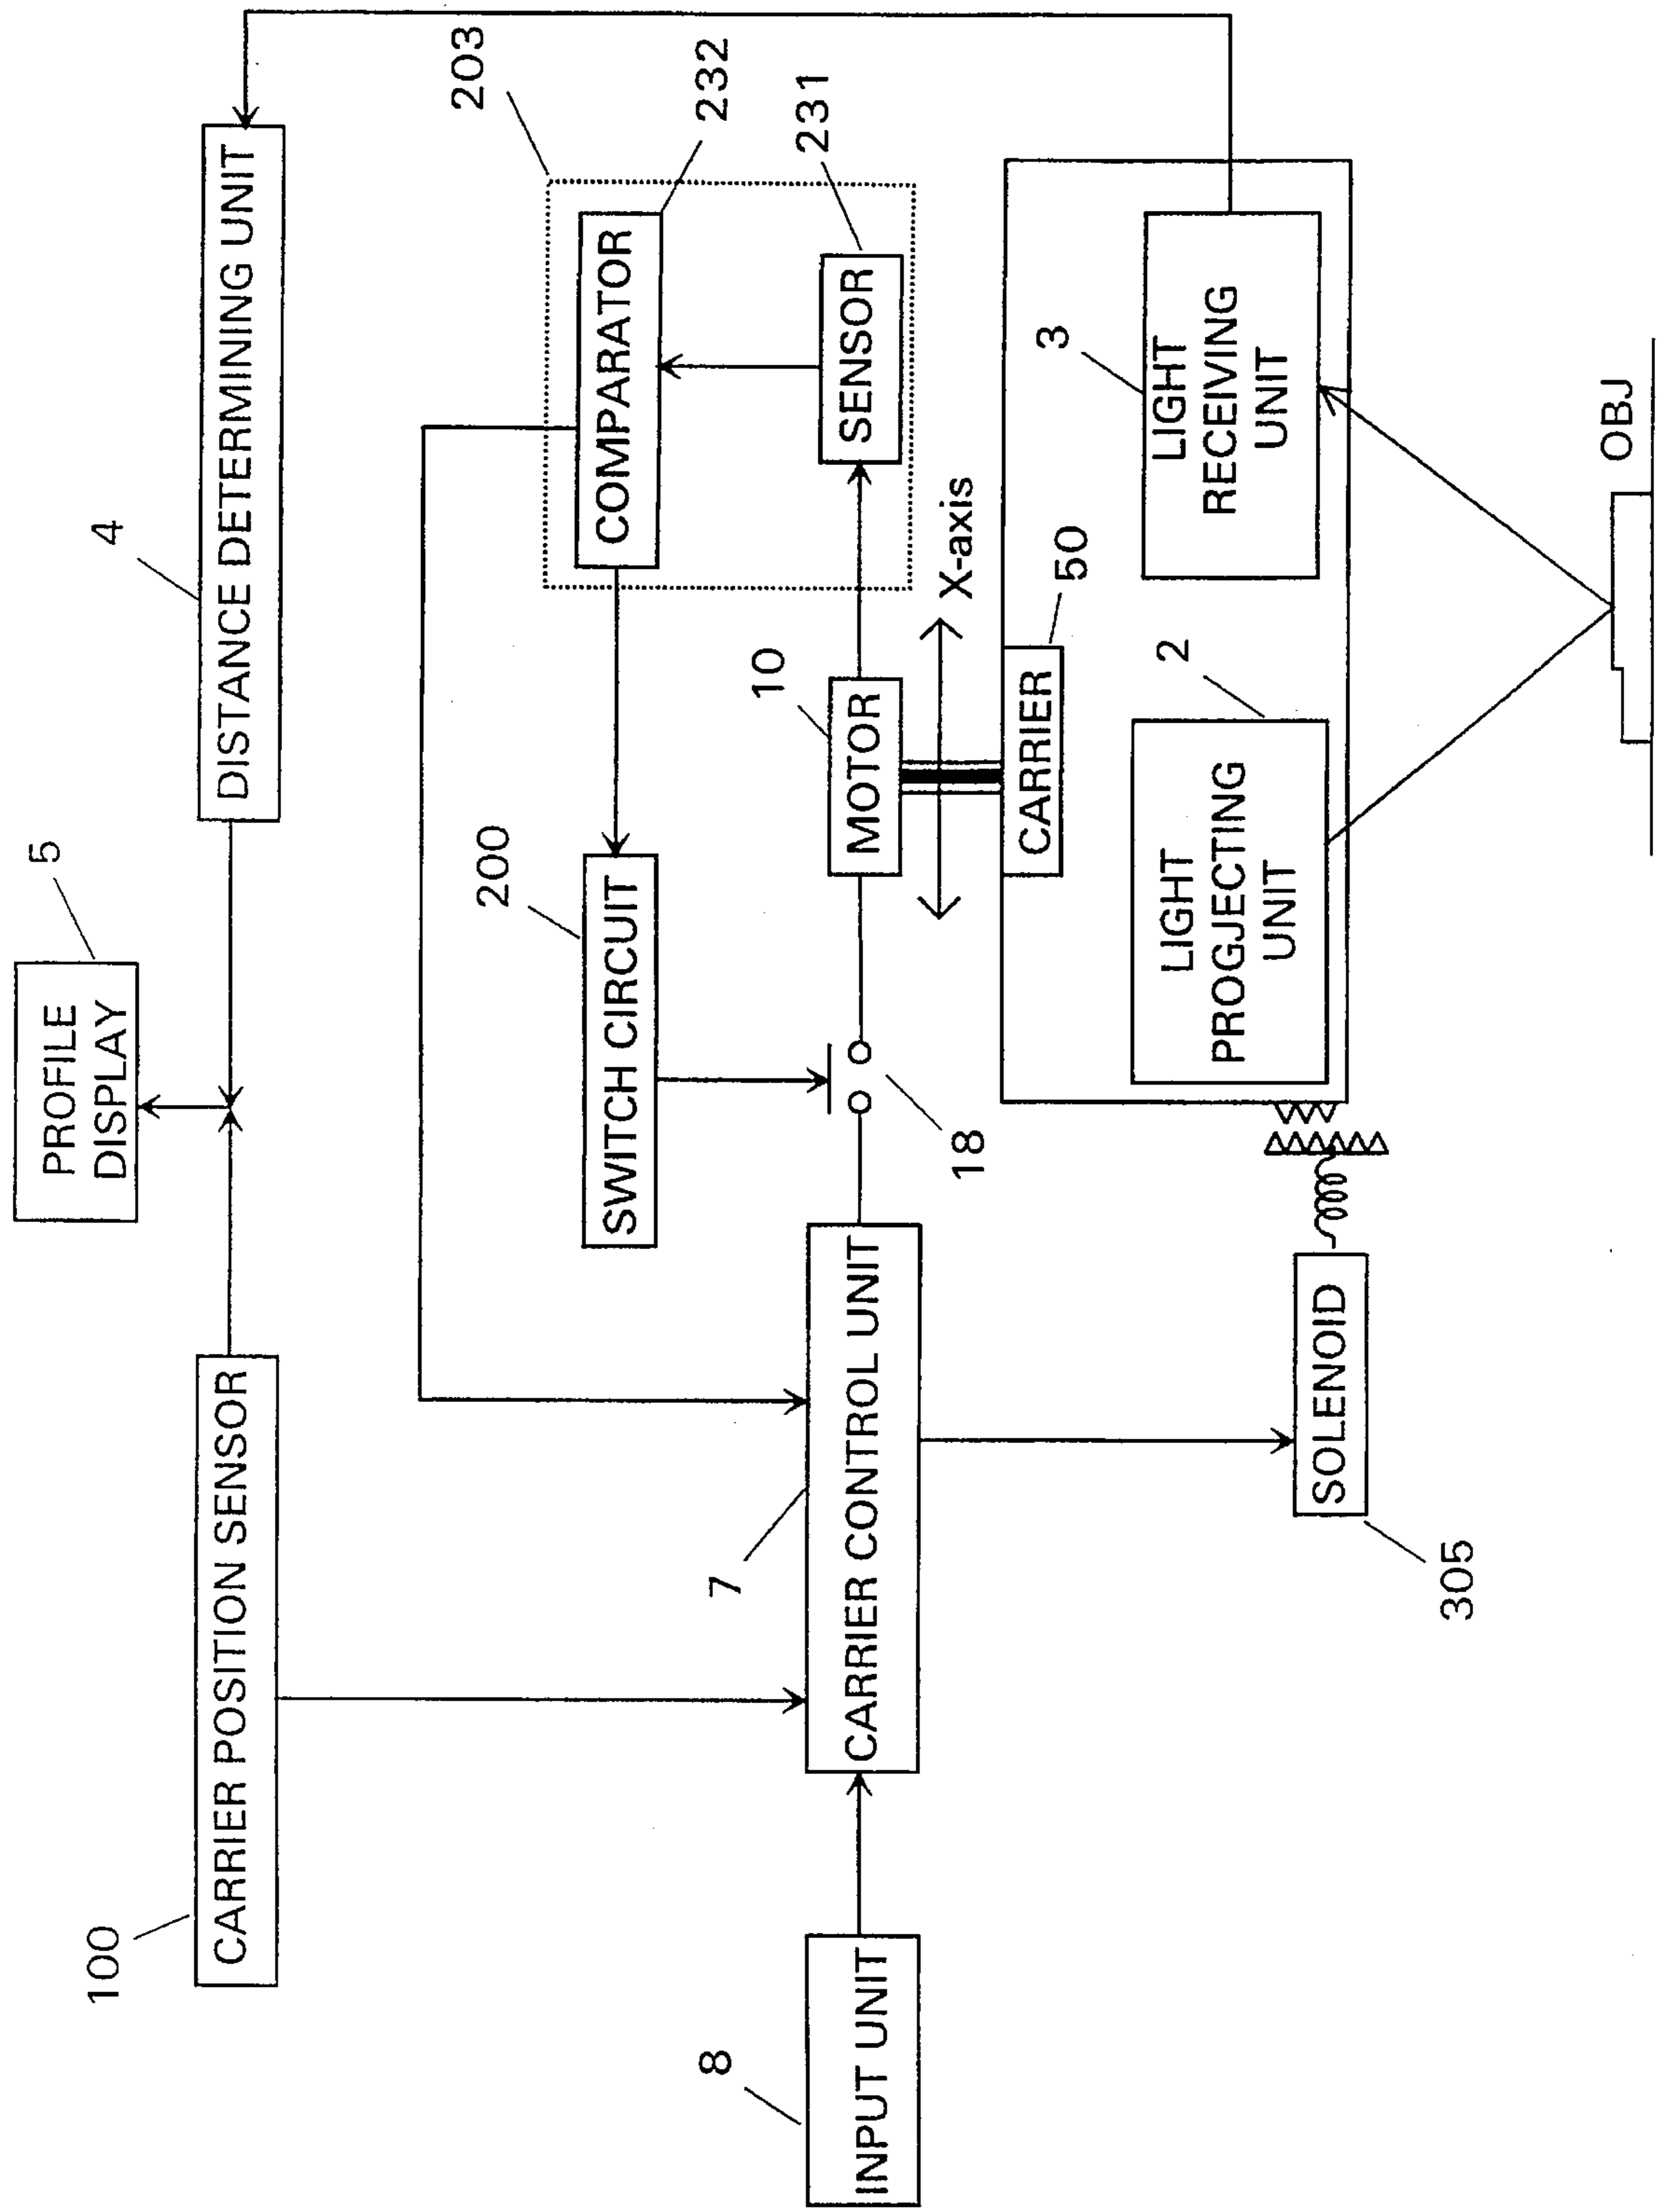 5
PROFILE
DISPLAY
100
CARRIER POSITION SENSOR
4
DISTANCE DETERMINING UNIT
203
232
COMPARATOR
200
SWITCH CIRCUIT
231
SENSOR
10
MOTOR
18
7
CARRIER CONTROL UNIT
8
INPUT UNIT
X-axis
50
CARRIER
3
LIGHT
RECEIVING
UNIT
2
LIGHT
PROGJECTING
UNIT
305
SOLENOID
OBJ